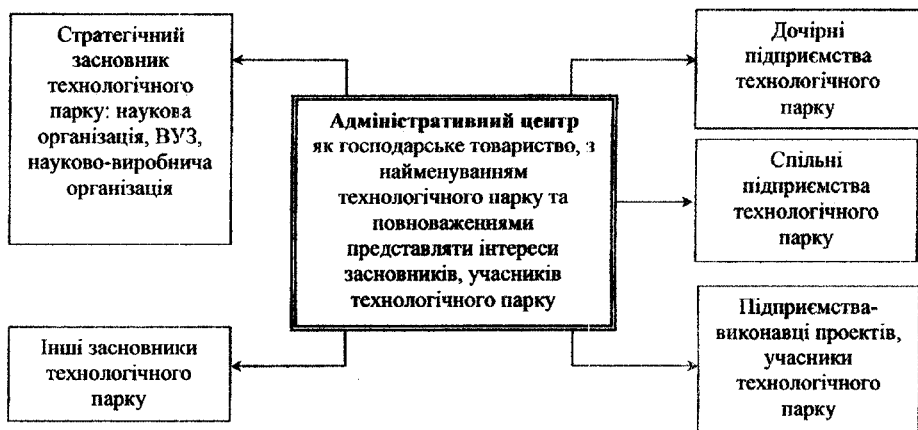 Стратегічний
засновник
технологічного
парку: наукова
організація, ВУЗ,
науково-виробнича
організація
Адміністративний центр
як господарське товариство, з
найменуванням
технологічного парку та
повноваженнями
представляти інтереси
засновників, учасників
технологічного парку
Дочірні
підприємства
технологічного
парку
Спільні
підприємства
технологічного
парку
Інші засновники
технологічного
парку
Підприємства-
виконавці проектів,
учасники
технологічного
парку